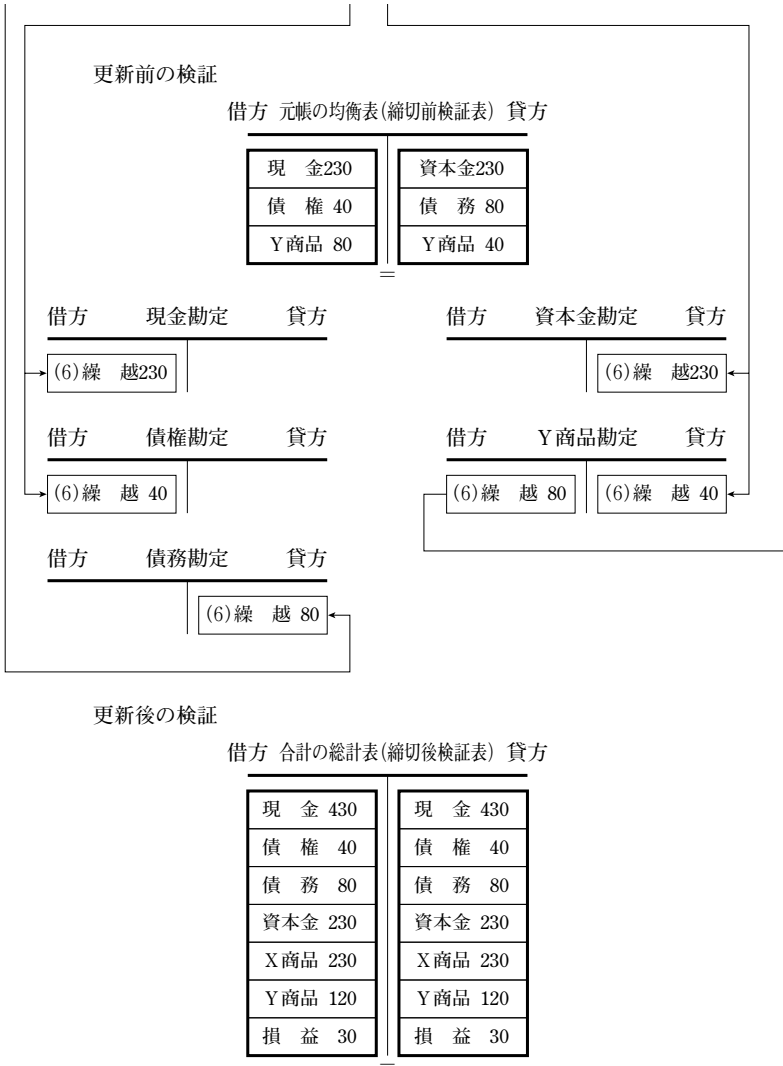 更新前の検証
借方 元帳の均衡表(締切前検証表) 貸方
現　金230 資本金230
債　権 40 債　務 80
Y商品 80 Y商品 40
=
借方 現金勘定 貸方 借方 資本金勘定 貸方
(6)繰　越230 (6)繰　越230
借方 債権勘定 貸方 借方 Y商品勘定 貸方
(6)繰　越 40 (6)繰　越 80 (6)繰　越 40
借方 債務勘定 貸方
(6)繰　越 80
更新後の検証
借方 合計の総計表(締切後検証表) 貸方
現　金 430 現　金 430
債　権 40 債　権 40
債　務 80 債　務 80
資本金 230 資本金 230
X商品 230 X商品 230
Y商品 120 Y商品 120
損　益 30 損　益 30
=